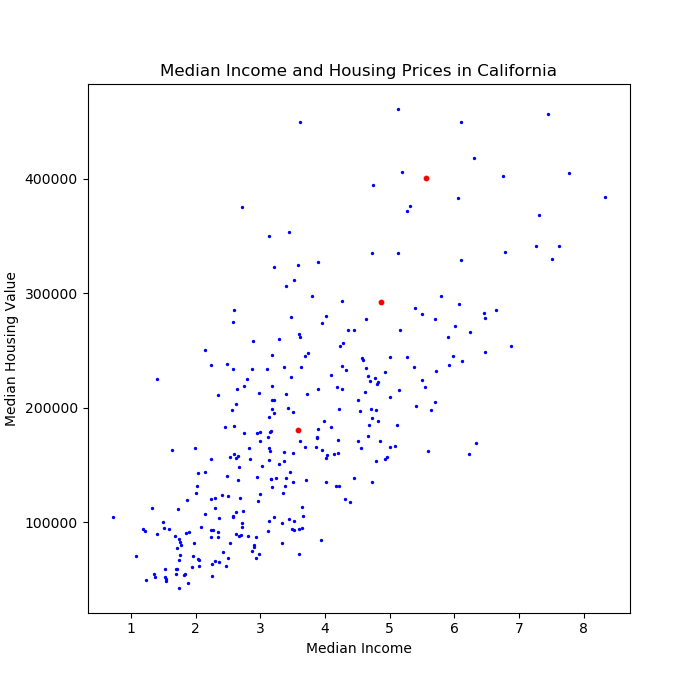 Median Income and Housing Prices in California
Median Housing Value
400000
300000
200000
100000
1 2 3 4 5 6 7 8
Median Income